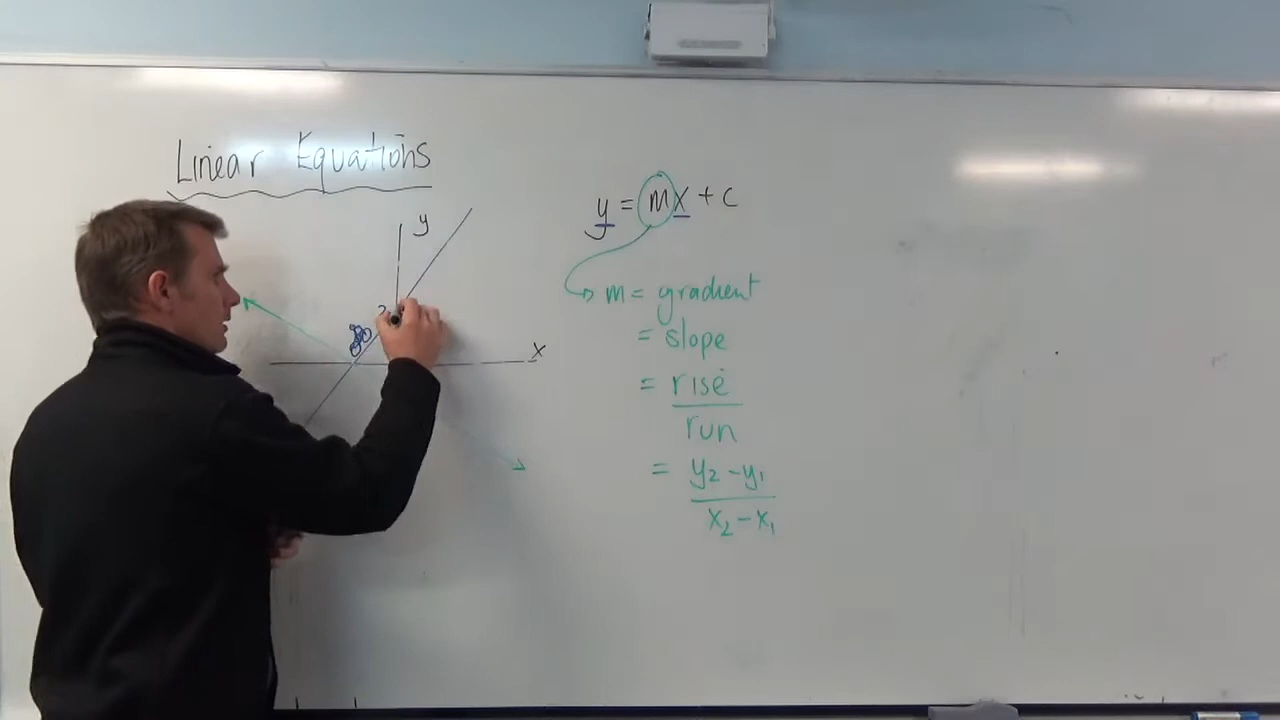 Linear Equations
y
x
y = mx + c
m = gradient
= slope
= rise
run
= y₂ - y₁
x₂ - x₁